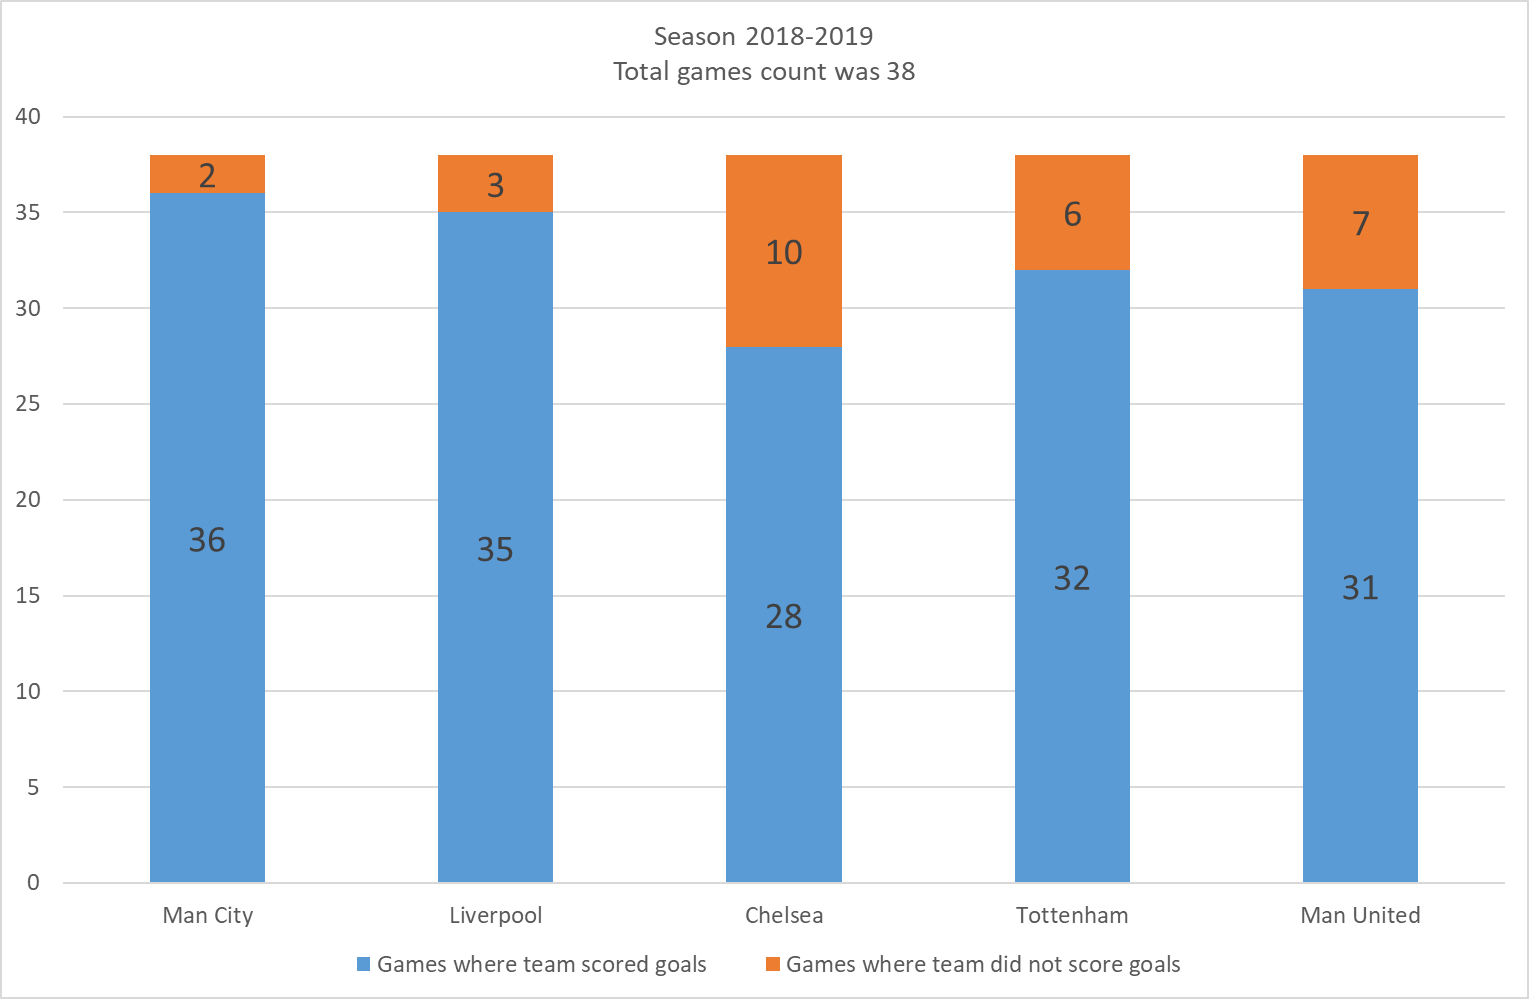 Season 2018-2019
Total games count was 38
40
35
30
25
20
15
10
5
0
2
3
10
6
7
36
35
28
32
31
Man City
Liverpool
Chelsea
Tottenham
Man United
Games where team scored goals
Games where team did not score goals